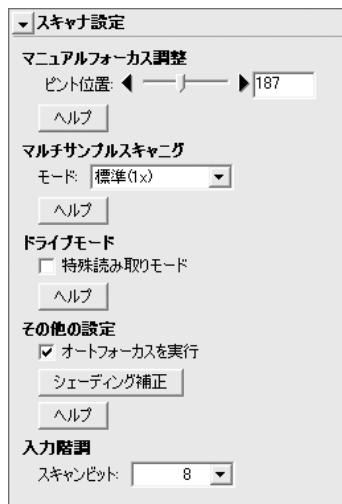 スキャナ設定
マニュアルフォーカス調整
ピント位置: 187
ヘルプ
マルチサンプルスキャニグ
モード: 標準(1x)
ヘルプ
ドライブモード
特殊読み取りモード
ヘルプ
その他の設定
オートフォーカスを実行
シェーディング補正
ヘルプ
入力階調
スキャンビット: 8